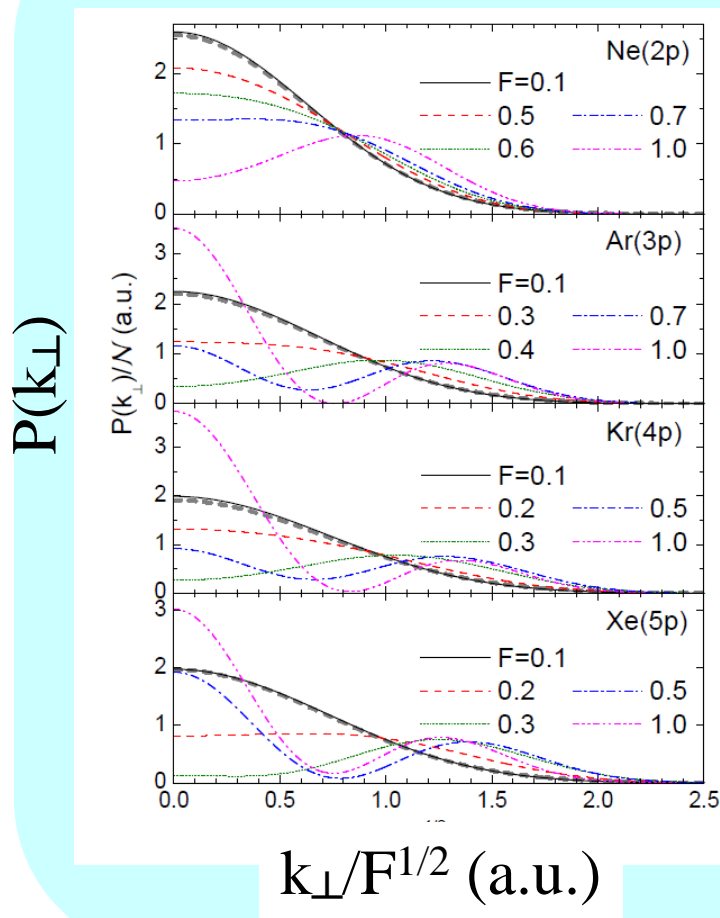 P(k⊥)
P(k⊥)/N (a.u.)
Ne(2p)
F=0.1
0.5 0.7
0.6 1.0
2
1
0
Ar(3p)
F=0.1
0.3 0.7
0.4 1.0
3
2
1
0
Kr(4p)
F=0.1
0.2 0.5
0.3 1.0
3
2
1
0
Xe(5p)
F=0.1
0.2 0.5
0.3 1.0
3
2
1
0
0.0 0.5 1.0 1.5 2.0 2.5
k⊥/F^1/2 (a.u.)